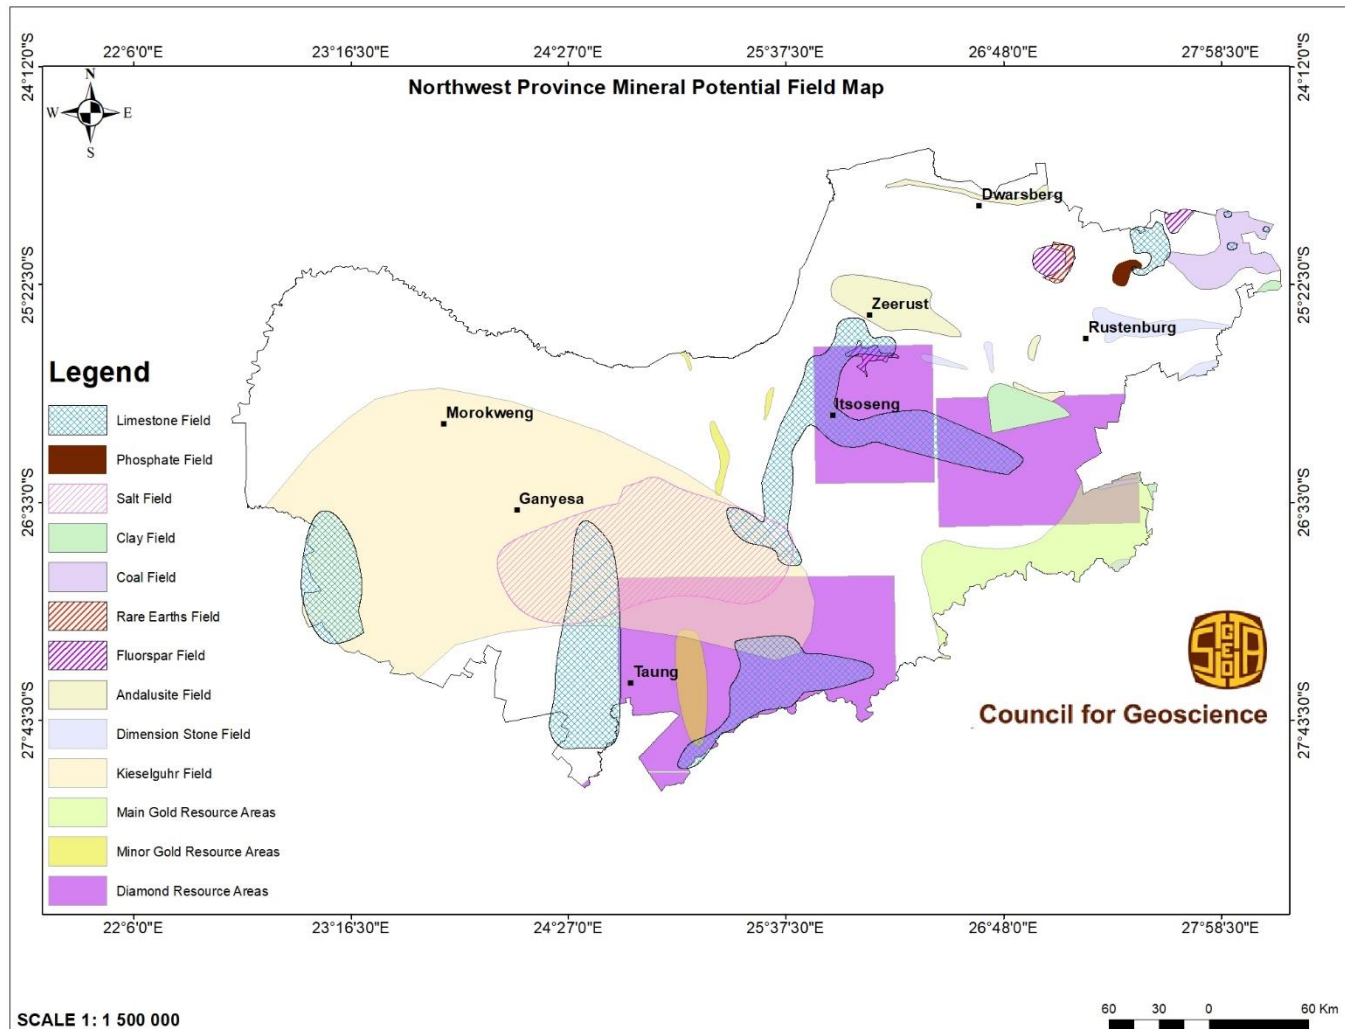 22°6'0"E 23°16'30"E 24°27'0"E 25°37'30"E 26°48'0"E 27°58'30"E
24°12'0"S 24°12'0"S
Northwest Province Mineral Potential Field Map
N
W E
S
Dwarsberg
25°22'30"S 25°22'30"S
Zeerust
Rustenburg
Morokweng
Itsoseng
Ganyesa
26°33'0"S 26°33'0"S
Taung
27°43'30"S 27°43'30"S
Legend
Limestone Field
Phosphate Field
Salt Field
Clay Field
Coal Field
Rare Earths Field
Fluorspar Field
Andalusite Field
Dimension Stone Field
Kieselguhr Field
Main Gold Resource Areas
Minor Gold Resource Areas
Diamond Resource Areas
S GEO A
Council for Geoscience
22°6'0"E 23°16'30"E 24°27'0"E 25°37'30"E 26°48'0"E 27°58'30"E
SCALE 1: 1 500 000
60 30 0 60 Km